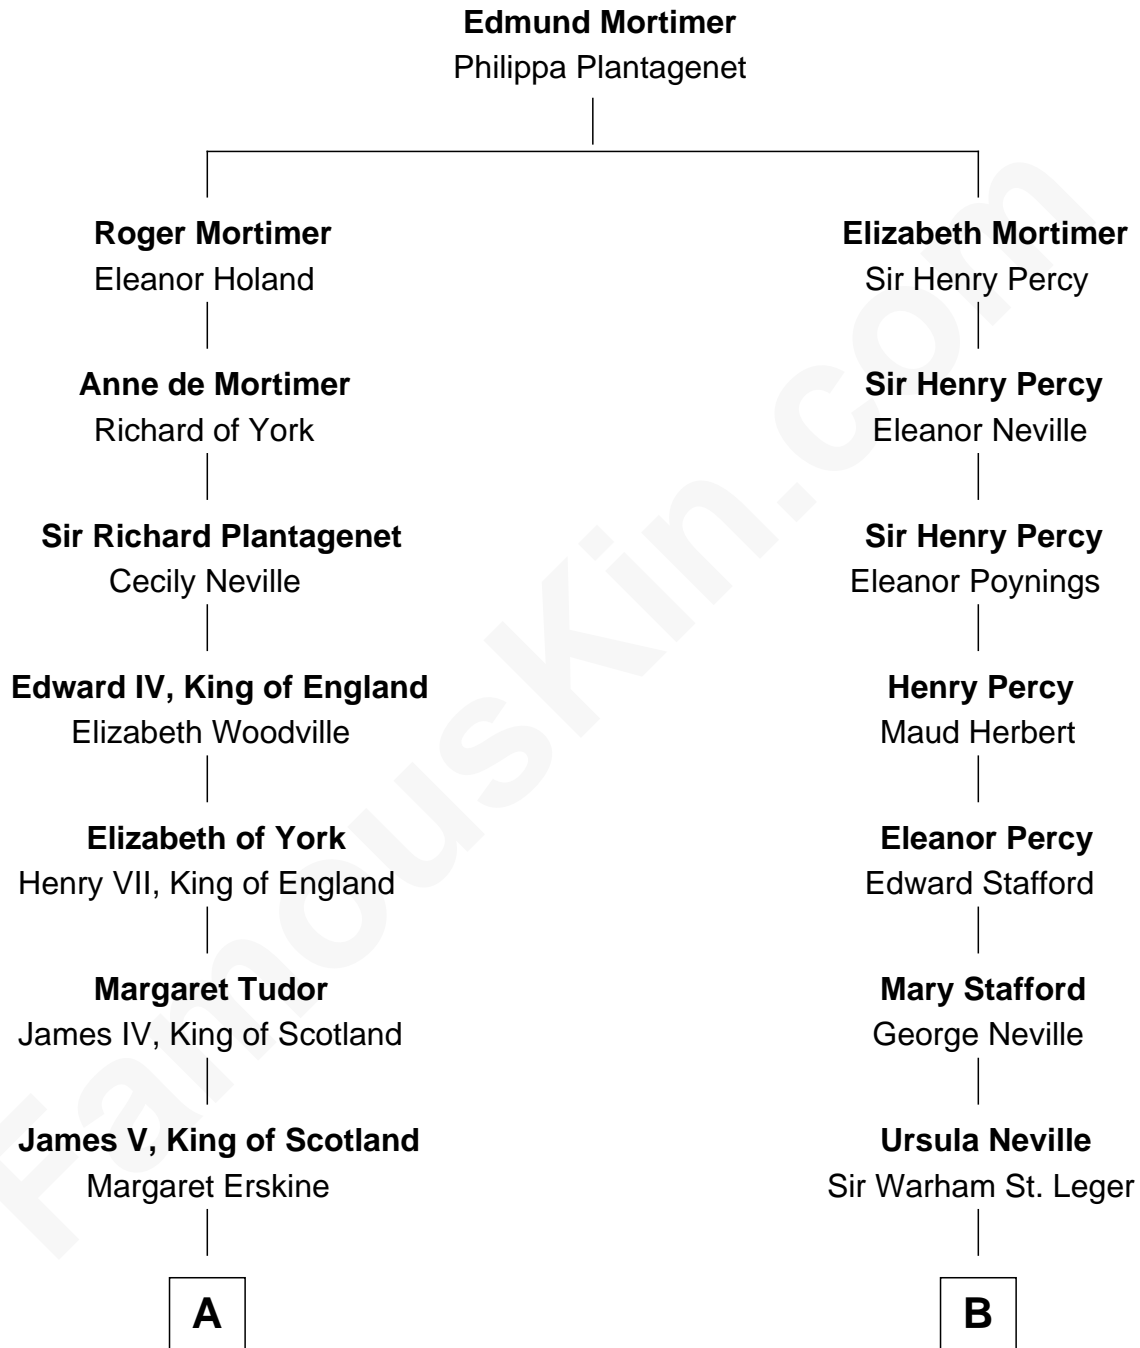 Edmund Mortimer
Philippa Plantagenet
Roger Mortimer
Eleanor Holand
Anne de Mortimer
Richard of York
Sir Richard Plantagenet
Cecily Neville
Edward IV, King of England
Elizabeth Woodville
Elizabeth of York
Henry VII, King of England
Margaret Tudor
James IV, King of Scotland
James V, King of Scotland
Margaret Erskine
A
Elizabeth Mortimer
Sir Henry Percy
Sir Henry Percy
Eleanor Neville
Sir Henry Percy
Eleanor Poynings
Henry Percy
Maud Herbert
Eleanor Percy
Edward Stafford
Mary Stafford
George Neville
Ursula Neville
Sir Warham St. Leger
B
FamousKin.com